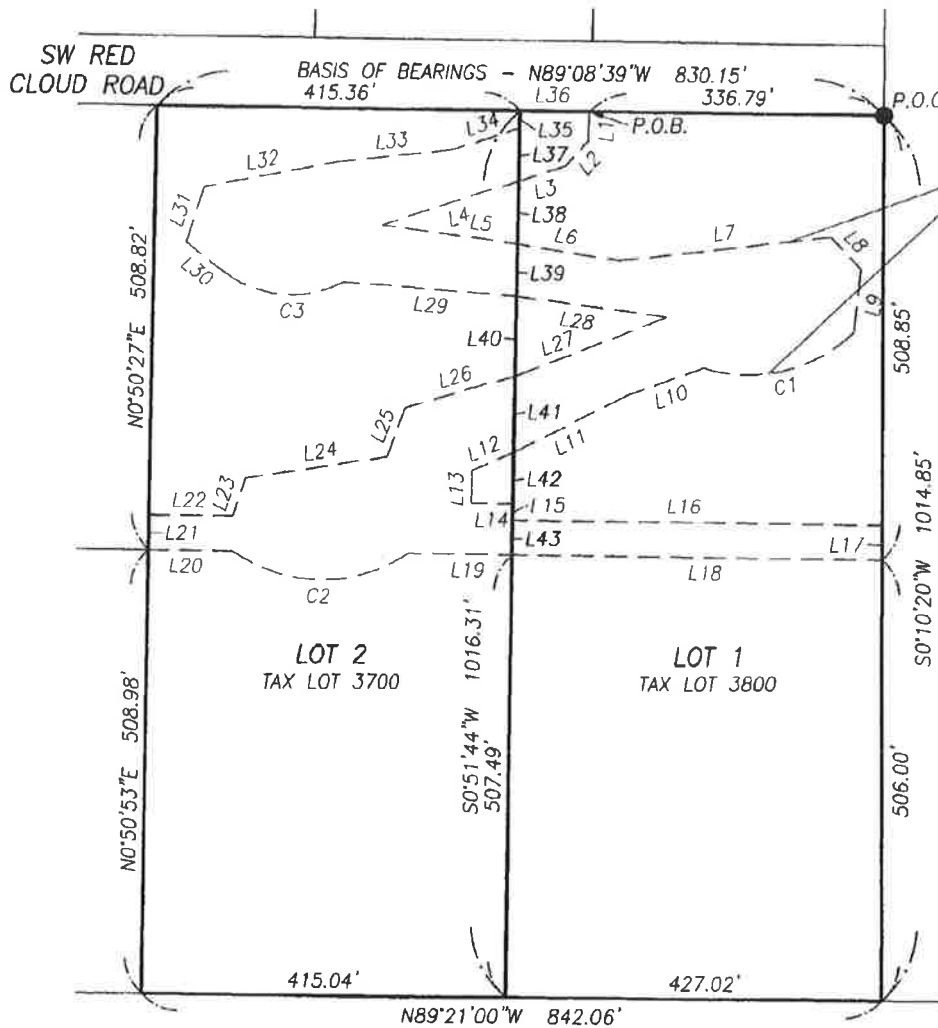 SW RED
CLOUD ROAD
BASIS OF BEARINGS - N89°08'39"W 830.15'
415.36'
L36
336.79'
P.O.C
P.O.B.
L1
L34
L35
L33
L37
L2
L32
L3
L31
L4
L5
L38
L6
L7
L8
L30
L39
L9
N0°50'27"E 508.82'
C3
L29
L28
508.85'
L40
L27
L26
C1
L10
L41
L25
L11
L12
L24
L42
L13
L23
L22
L15
L14
L16
L21
L43
L17
L20
L19
L18
C2
S0°10'20"W 1014.85'
LOT 2
TAX LOT 3700
LOT 1
TAX LOT 3800
S0°51'44"W 1016.31'
507.49'
N0°50'53"E 508.98'
506.00'
415.04'
427.02'
N89°21'00"W 842.06'